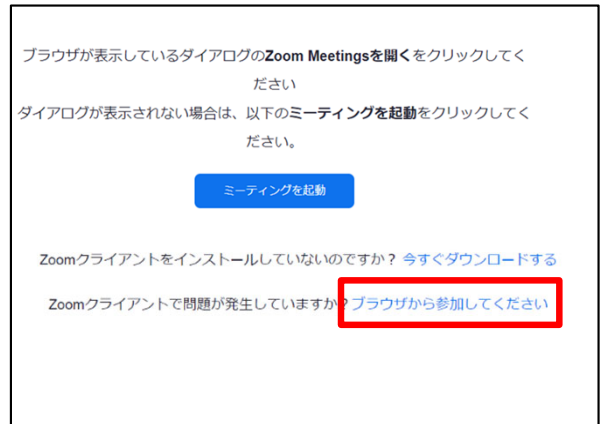 ブラウザが表示しているダイアログのZoom Meetingsを開くをクリックしてく
ださい
ダイアログが表示されない場合は、以下のミーティングを起動をクリックしてく
ださい。
ミーティングを起動
Zoomクライアントをインストールしていないのですか？ 今すぐダウンロードする
Zoomクライアントで問題が発生していますか？ブラウザから参加してください